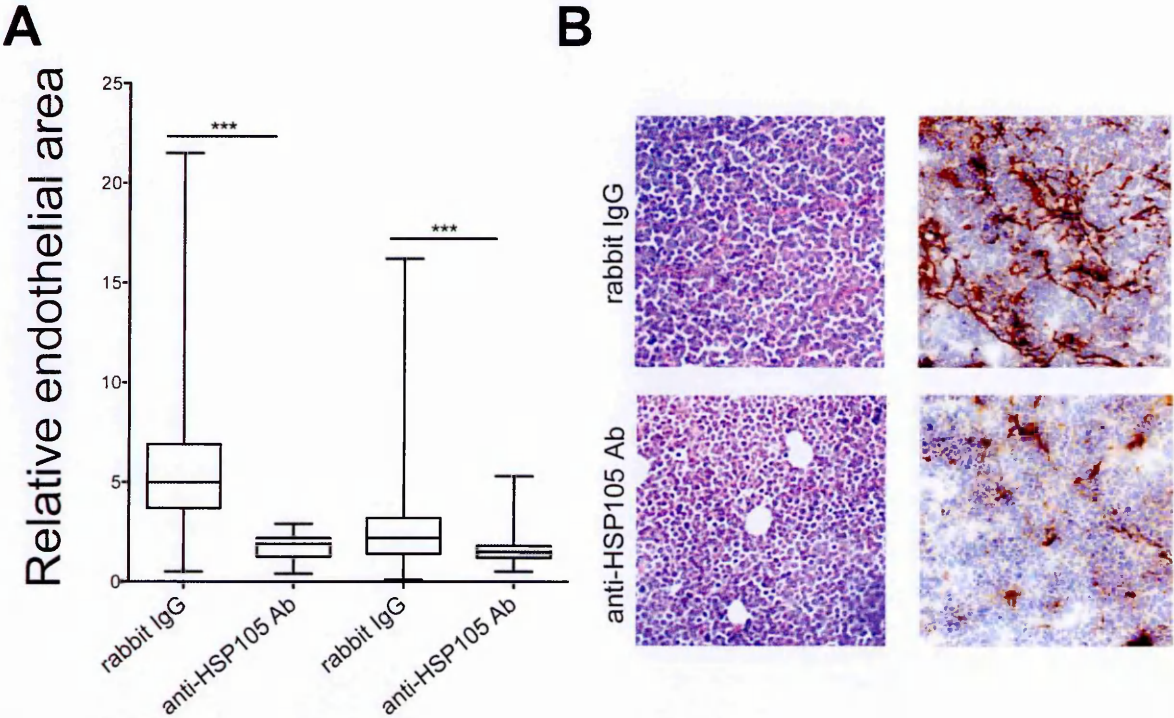 A
B
Relative endothelial area
25
20
15
10
5
0
***
***
rabbit IgG
anti-HSP105 Ab
rabbit IgG
anti-HSP105 Ab
rabbit IgG
anti-HSP105 Ab